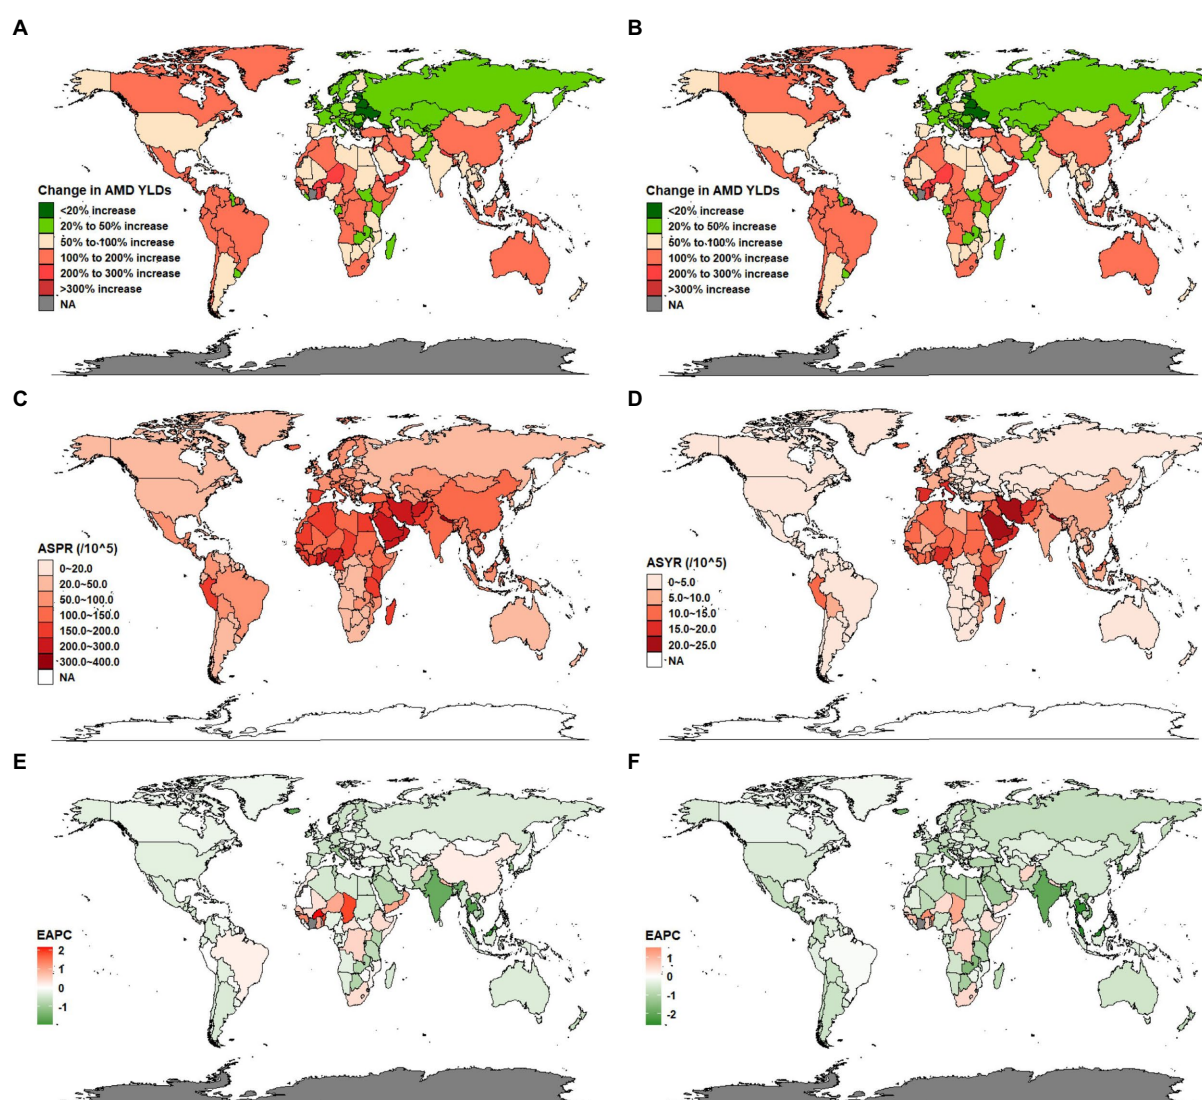 A
B
Change in AMD YLDs
<20% increase
20% to 50% increase
50% to 100% increase
100% to 200% increase
200% to 300% increase
>300% increase
NA
Change in AMD YLDs
<20% increase
20% to 50% increase
50% to 100% increase
100% to 200% increase
200% to 300% increase
>300% increase
NA
C
D
ASPR (/10^5)
0~20.0
20.0~50.0
50.0~100.0
100.0~150.0
150.0~200.0
200.0~300.0
300.0~400.0
NA
ASYR (/10^5)
0~5.0
5.0~10.0
10.0~15.0
15.0~20.0
20.0~25.0
NA
E
F
EAPC
2
1
0
-1
EAPC
1
0
-1
-2